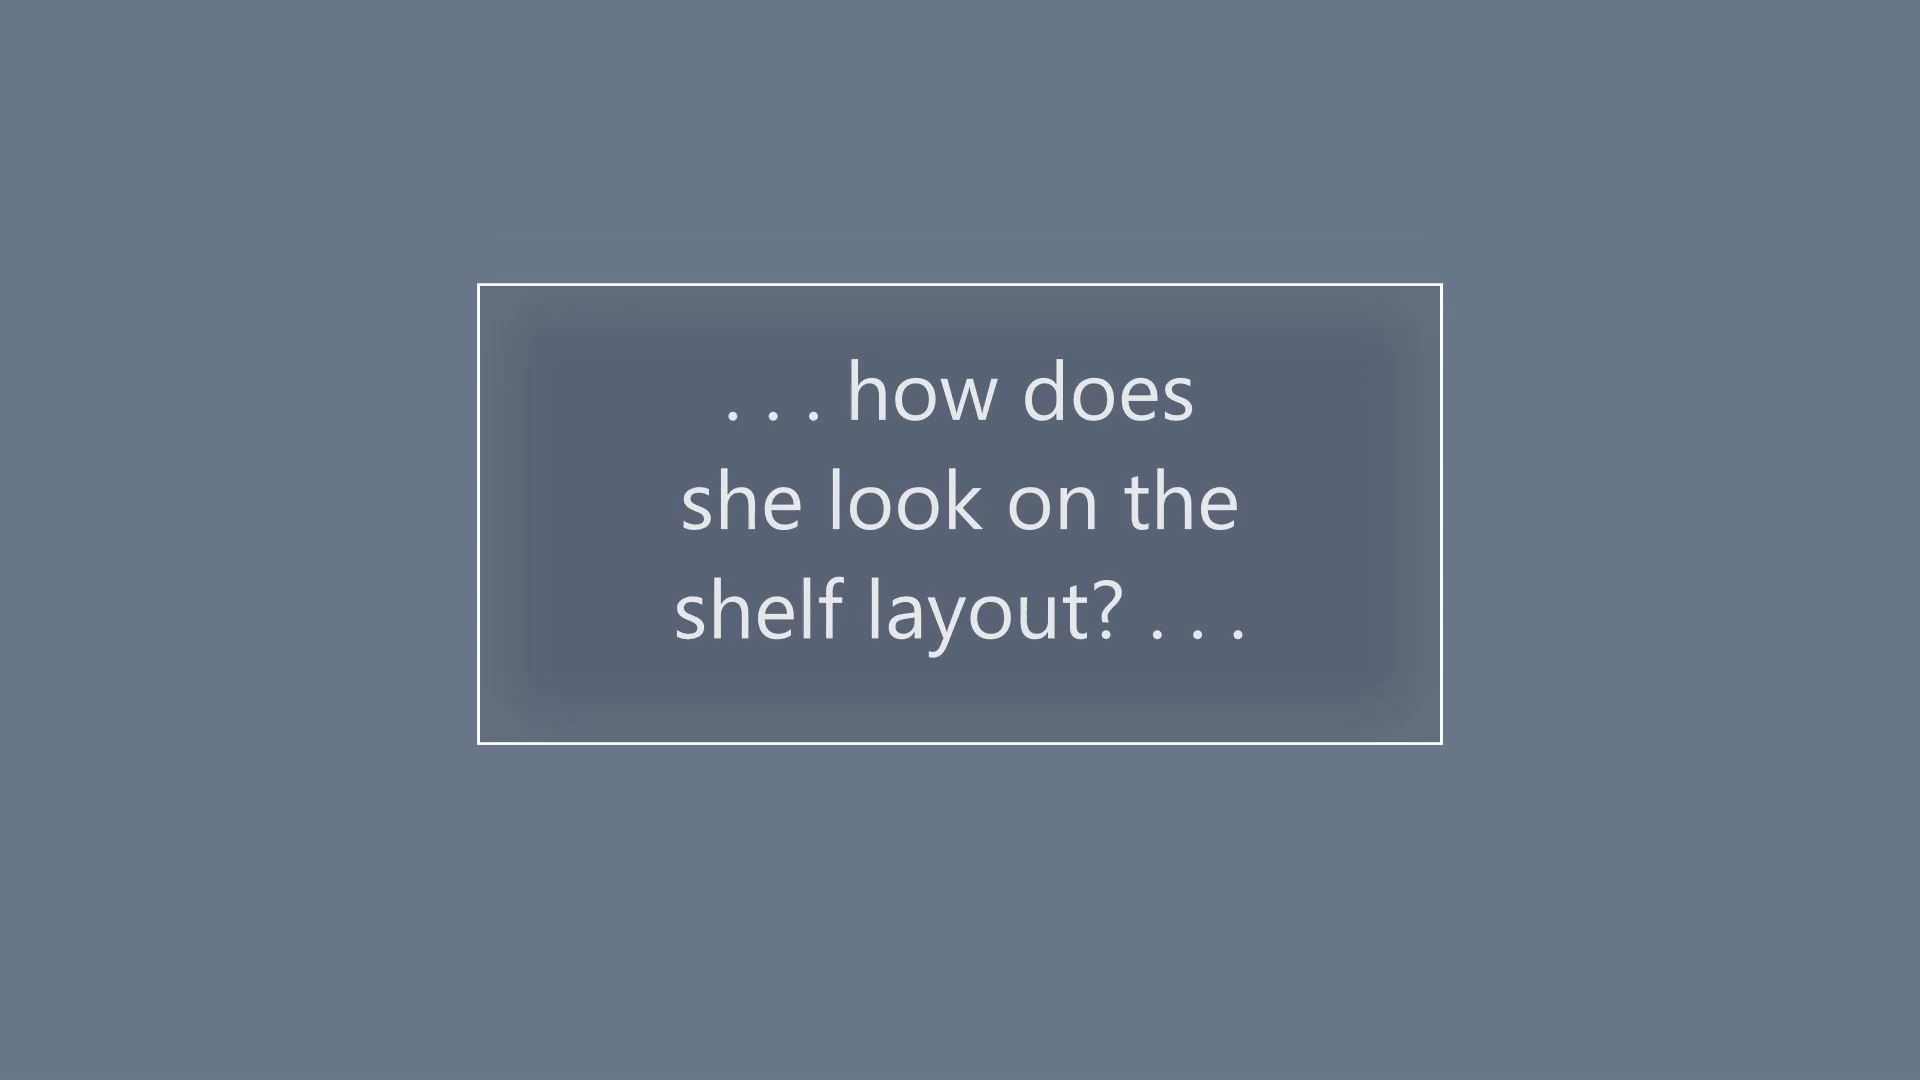 . . . how does
she look on the
shelf layout? . . .